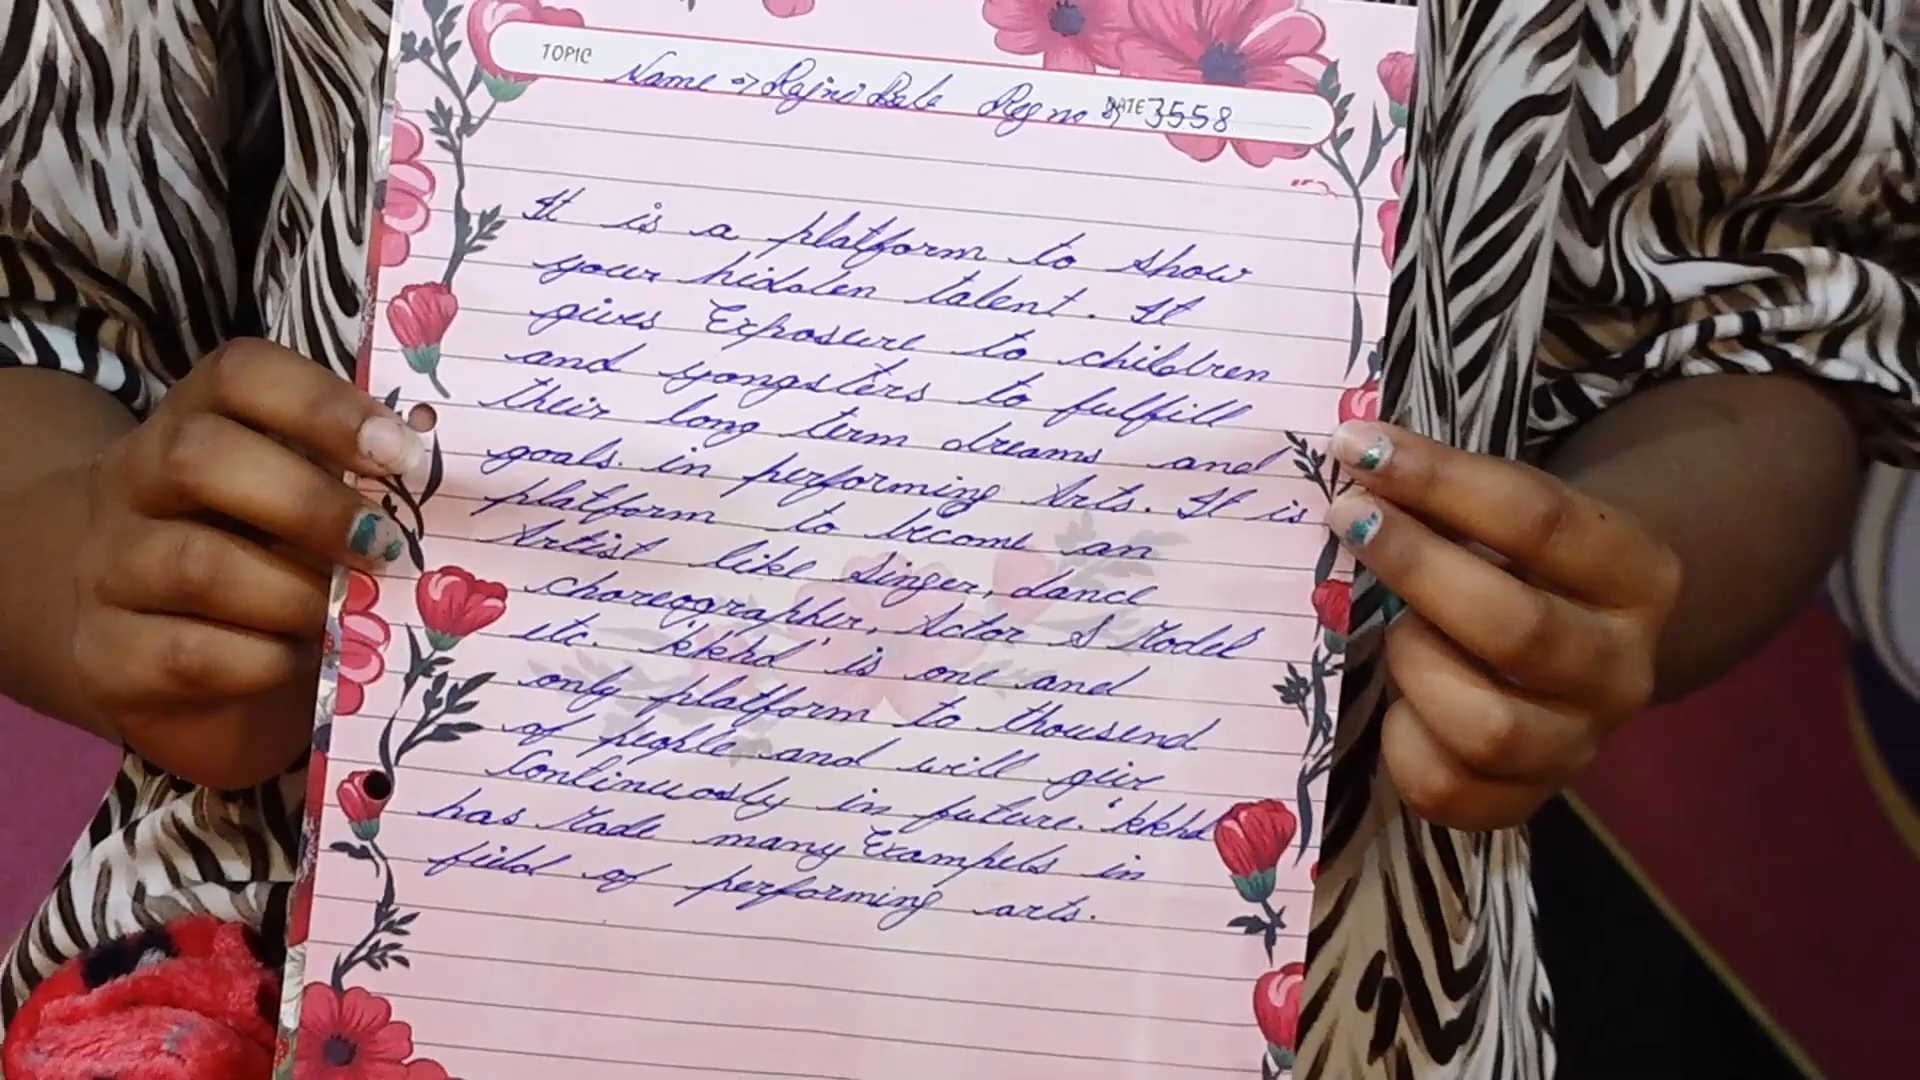 TOPIC Name → Rajni Bala Reg no DATE 3558
It is a platform to show
your hidden talent. It
gives Exposure to children
and yongsters to fulfill
their long term dreams and
goals. in performing Arts. It is
platform to become an
Artist like Singer, dance
choreographer, Actor & Model
etc. 'kkhd' is one and
only platform to thousend
of people and will give
Continuously in future. 'kkhd
has Made many Exampels in
field of performing arts.